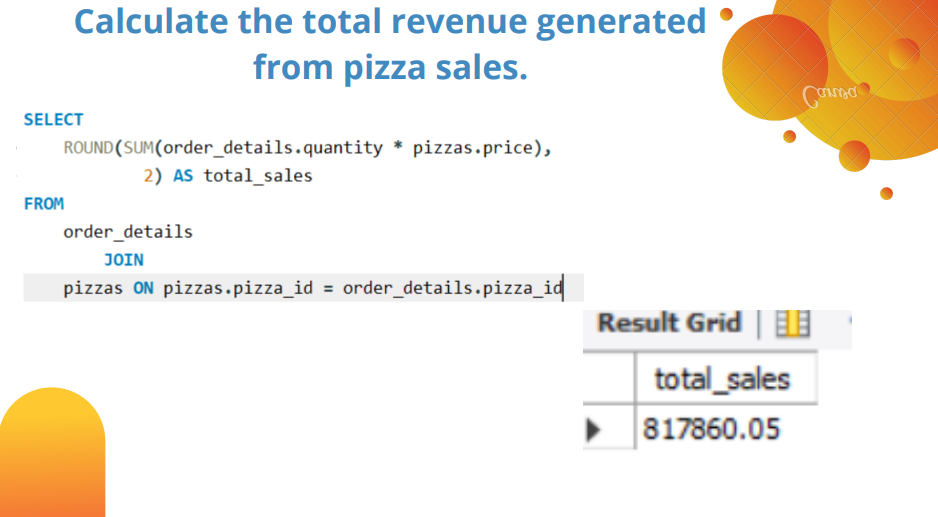 Calculate the total revenue generated
from pizza sales.
Canva
SELECT
ROUND(SUM(order_details.quantity * pizzas.price),
2) AS total_sales
FROM
order_details
JOIN
pizzas ON pizzas.pizza_id = order_details.pizza_id
Result Grid
total_sales
817860.05